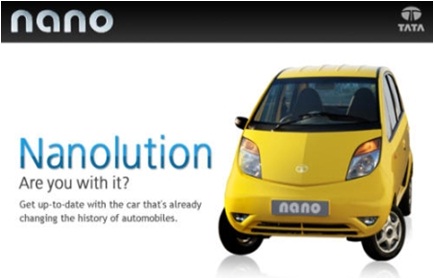 nano
TATA
Nanolution
Are you with it?
Get up-to-date with the car that's already
changing the history of automobiles.
nano